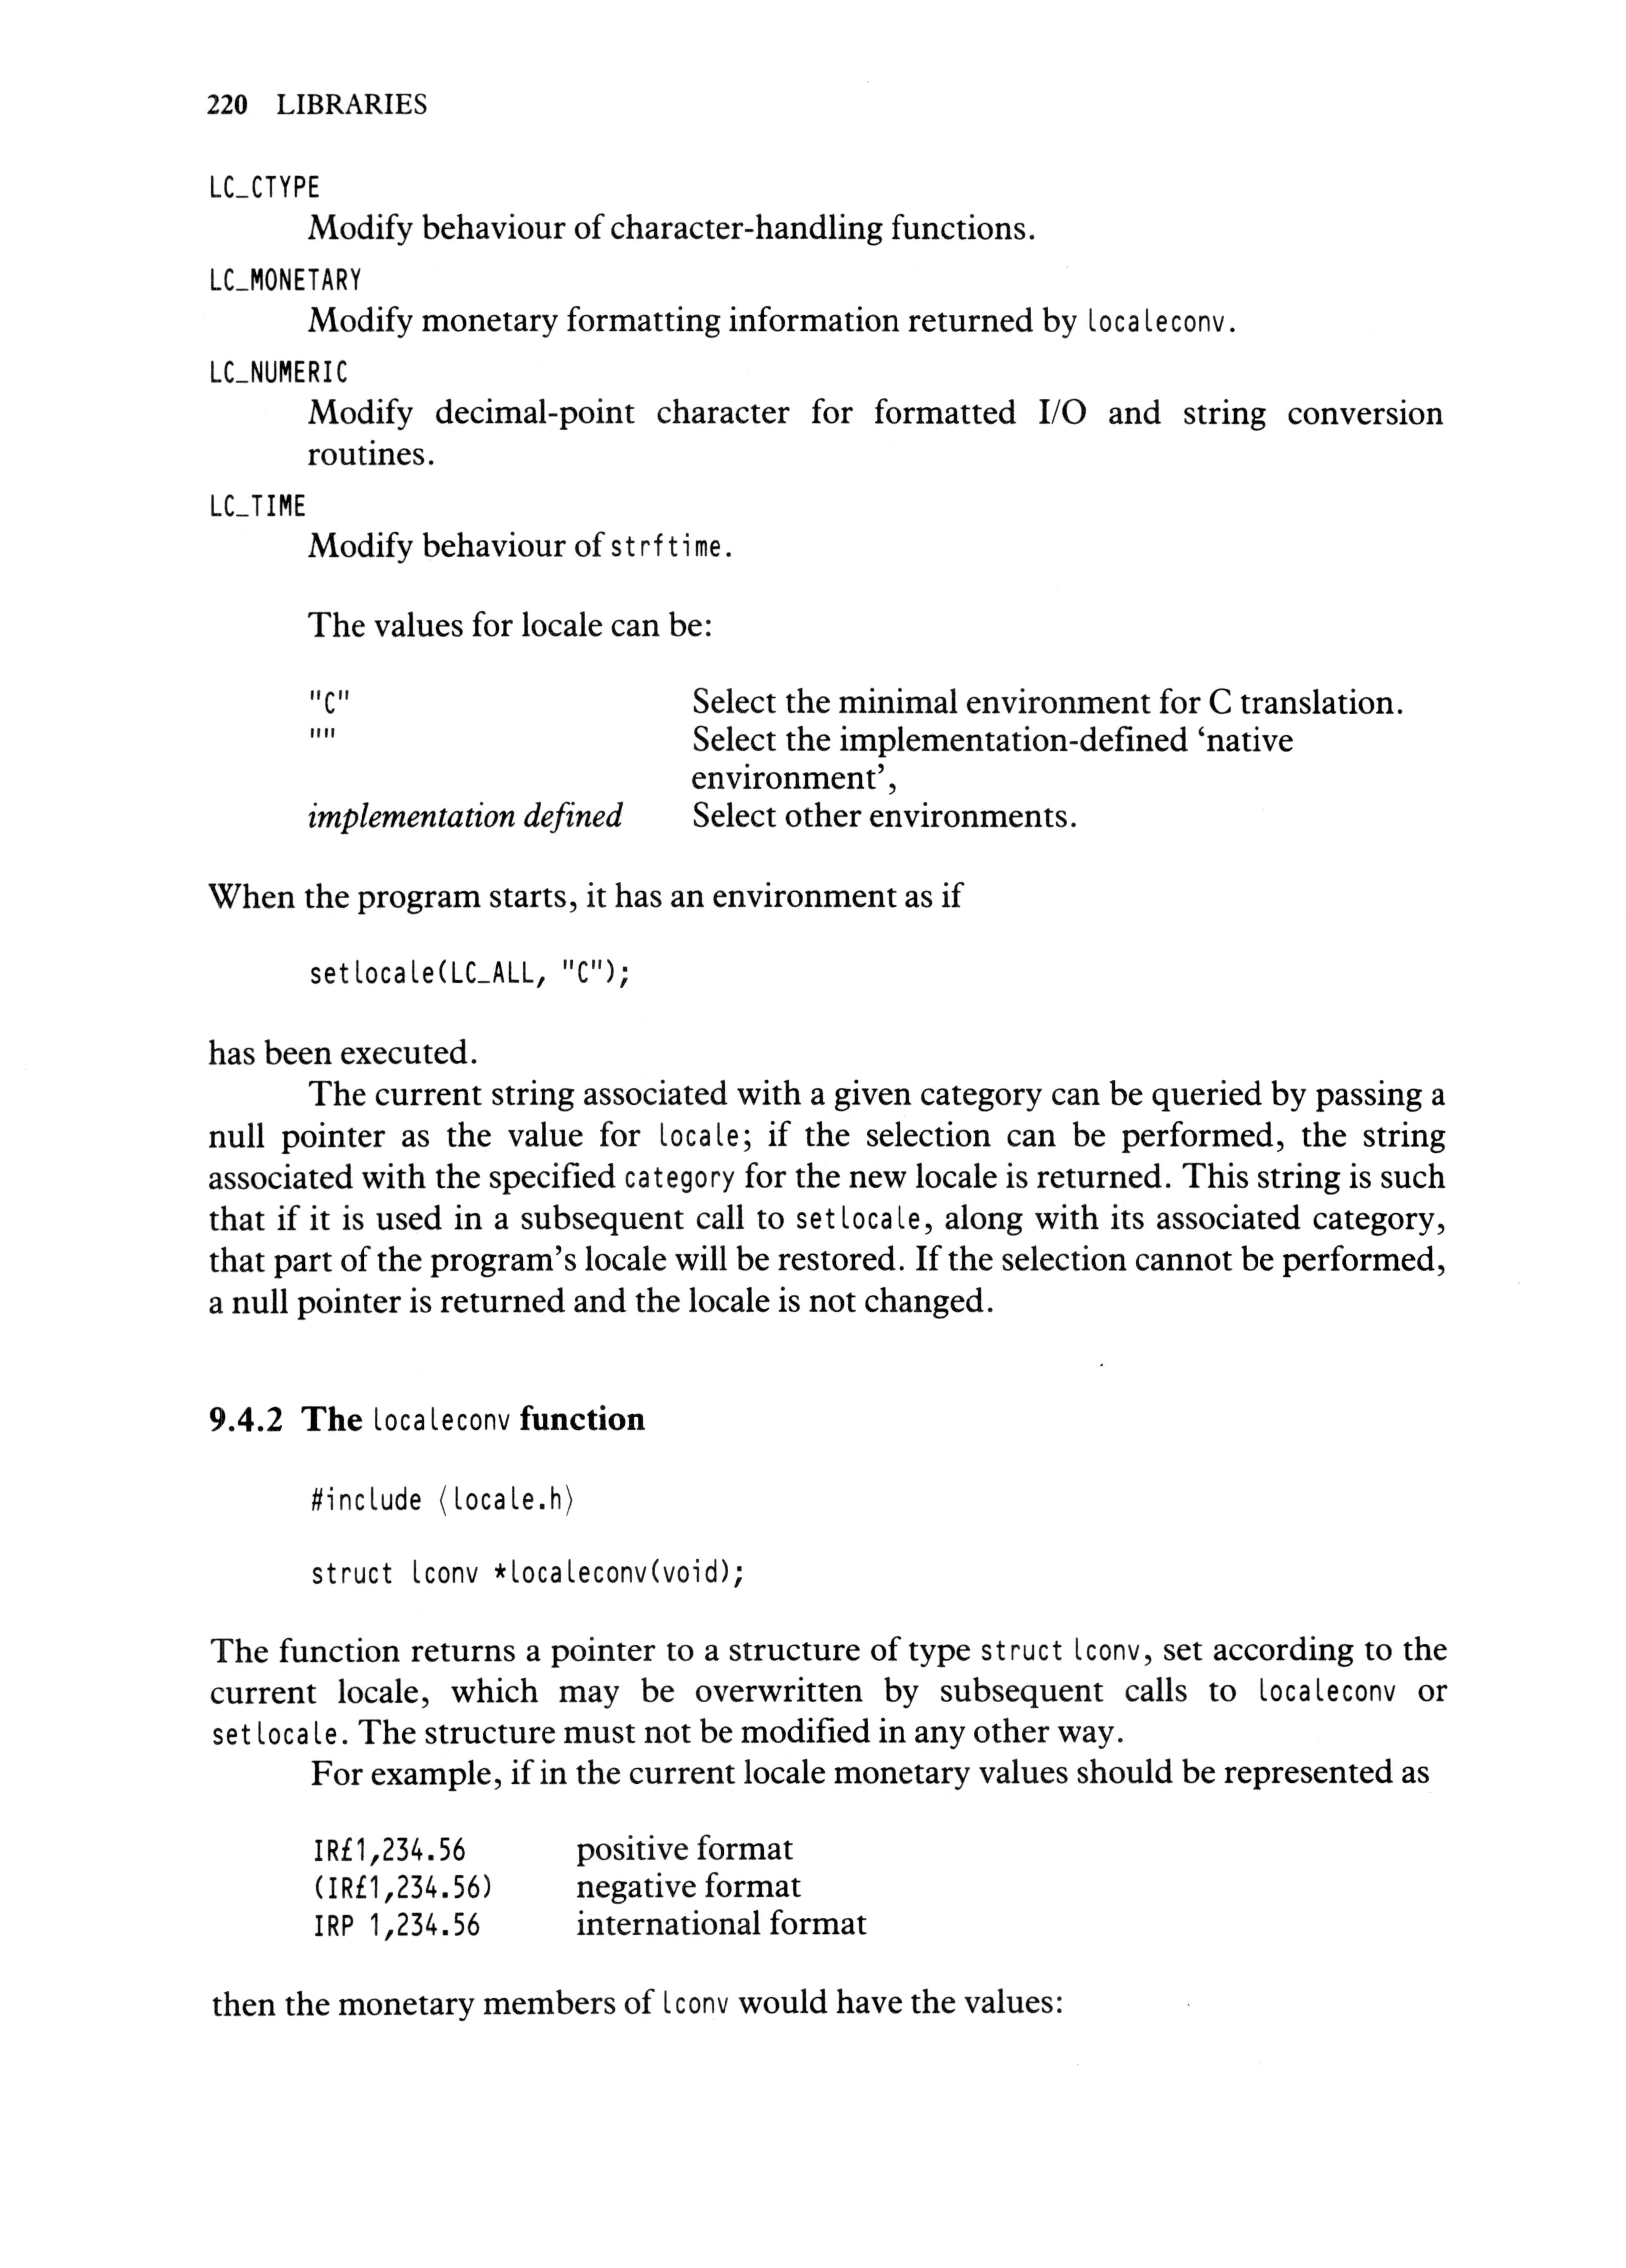 220 LIBRARIES
LC_CTYPE
Modify behaviour of character-handling functions.
LC_MONETARY
Modify monetary formatting information returned by localeconv.
LC_NUMERIC
Modify decimal-point character for formatted I/O and string conversion
routines.
LC_TIME
Modify behaviour of strftime.
The values for locale can be:
"C" Select the minimal environment for C translation.
"" Select the implementation-defined ‘native
environment’,
implementation defined Select other environments.
When the program starts, it has an environment as if
setlocale(LC_ALL, "C");
has been executed.
The current string associated with a given category can be queried by passing a
null pointer as the value for locale; if the selection can be performed, the string
associated with the specified category for the new locale is returned. This string is such
that if it is used in a subsequent call to setlocale, along with its associated category,
that part of the program’s locale will be restored. If the selection cannot be performed,
a null pointer is returned and the locale is not changed.
9.4.2 The localeconv function
#include ⟨locale.h⟩
struct lconv *localeconv(void);
The function returns a pointer to a structure of type struct lconv, set according to the
current locale, which may be overwritten by subsequent calls to localeconv or
setlocale. The structure must not be modified in any other way.
For example, if in the current locale monetary values should be represented as
IR£1,234.56 positive format
(IR£1,234.56) negative format
IRP 1,234.56 international format
then the monetary members of lconv would have the values: